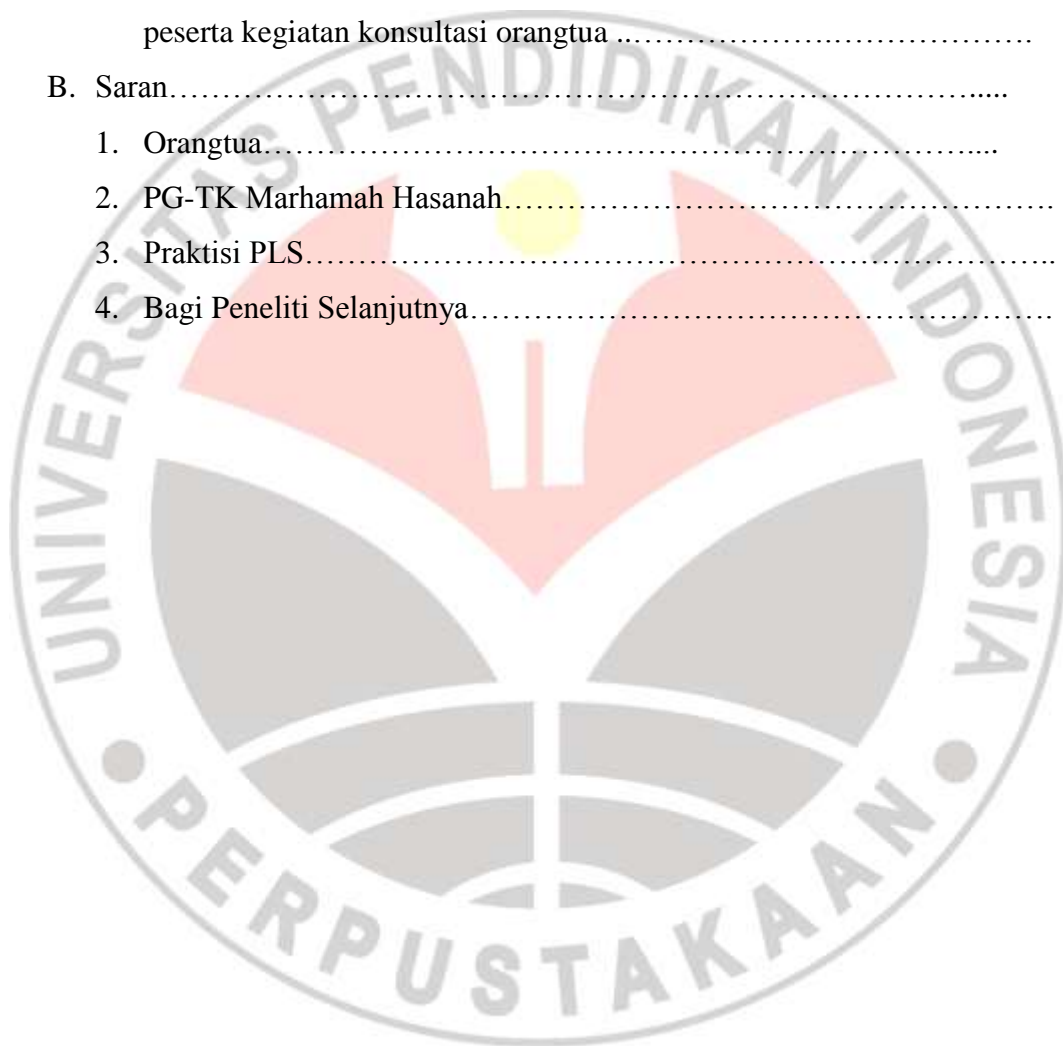 peserta kegiatan konsultasi orangtua ..……………….……………….
B. Saran………………………………………………………………….....
1. Orangtua…………………………………………………………....
2. PG-TK Marhamah Hasanah…………………………………………….
3. Praktisi PLS……………………………………………………………..
4. Bagi Peneliti Selanjutnya……………………………………………….
UNIVERSITAS PENDIDIKAN INDONESIA
PERPUSTAKAAN